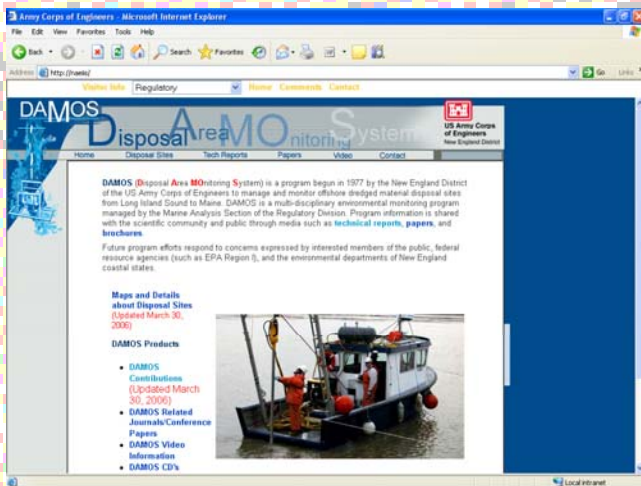 Army Corps of Engineers - Microsoft Internet Explorer
File Edit View Favorites Tools Help
Back Search Favorites
Address http://naeis/ Go Links
Visitor Info Regulatory Home Comments Contact
DAMOS
Disposal Area MOnitoring System
US Army Corps
of Engineers
New England District
Home Disposal Sites Tech Reports Papers Video Contact
DAMOS (Disposal Area MOnitoring System) is a program begun in 1977 by the New England District
of the US Army Corps of Engineers to manage and monitor offshore dredged material disposal sites
from Long Island Sound to Maine. DAMOS is a multi-disciplinary environmental monitoring program
managed by the Marine Analysis Section of the Regulatory Division. Program information is shared
with the scientific community and public through media such as technical reports, papers, and
brochures.
Future program efforts respond to concerns expressed by interested members of the public, federal
resource agencies (such as EPA Region I), and the environmental departments of New England
coastal states.
Maps and Details
about Disposal Sites
(Updated March 30,
2006)
DAMOS Products
DAMOS
Contributions
(Updated March
30, 2006)
DAMOS Related
Journals/Conference
Papers
DAMOS Video
Information
DAMOS CD's
Local intranet